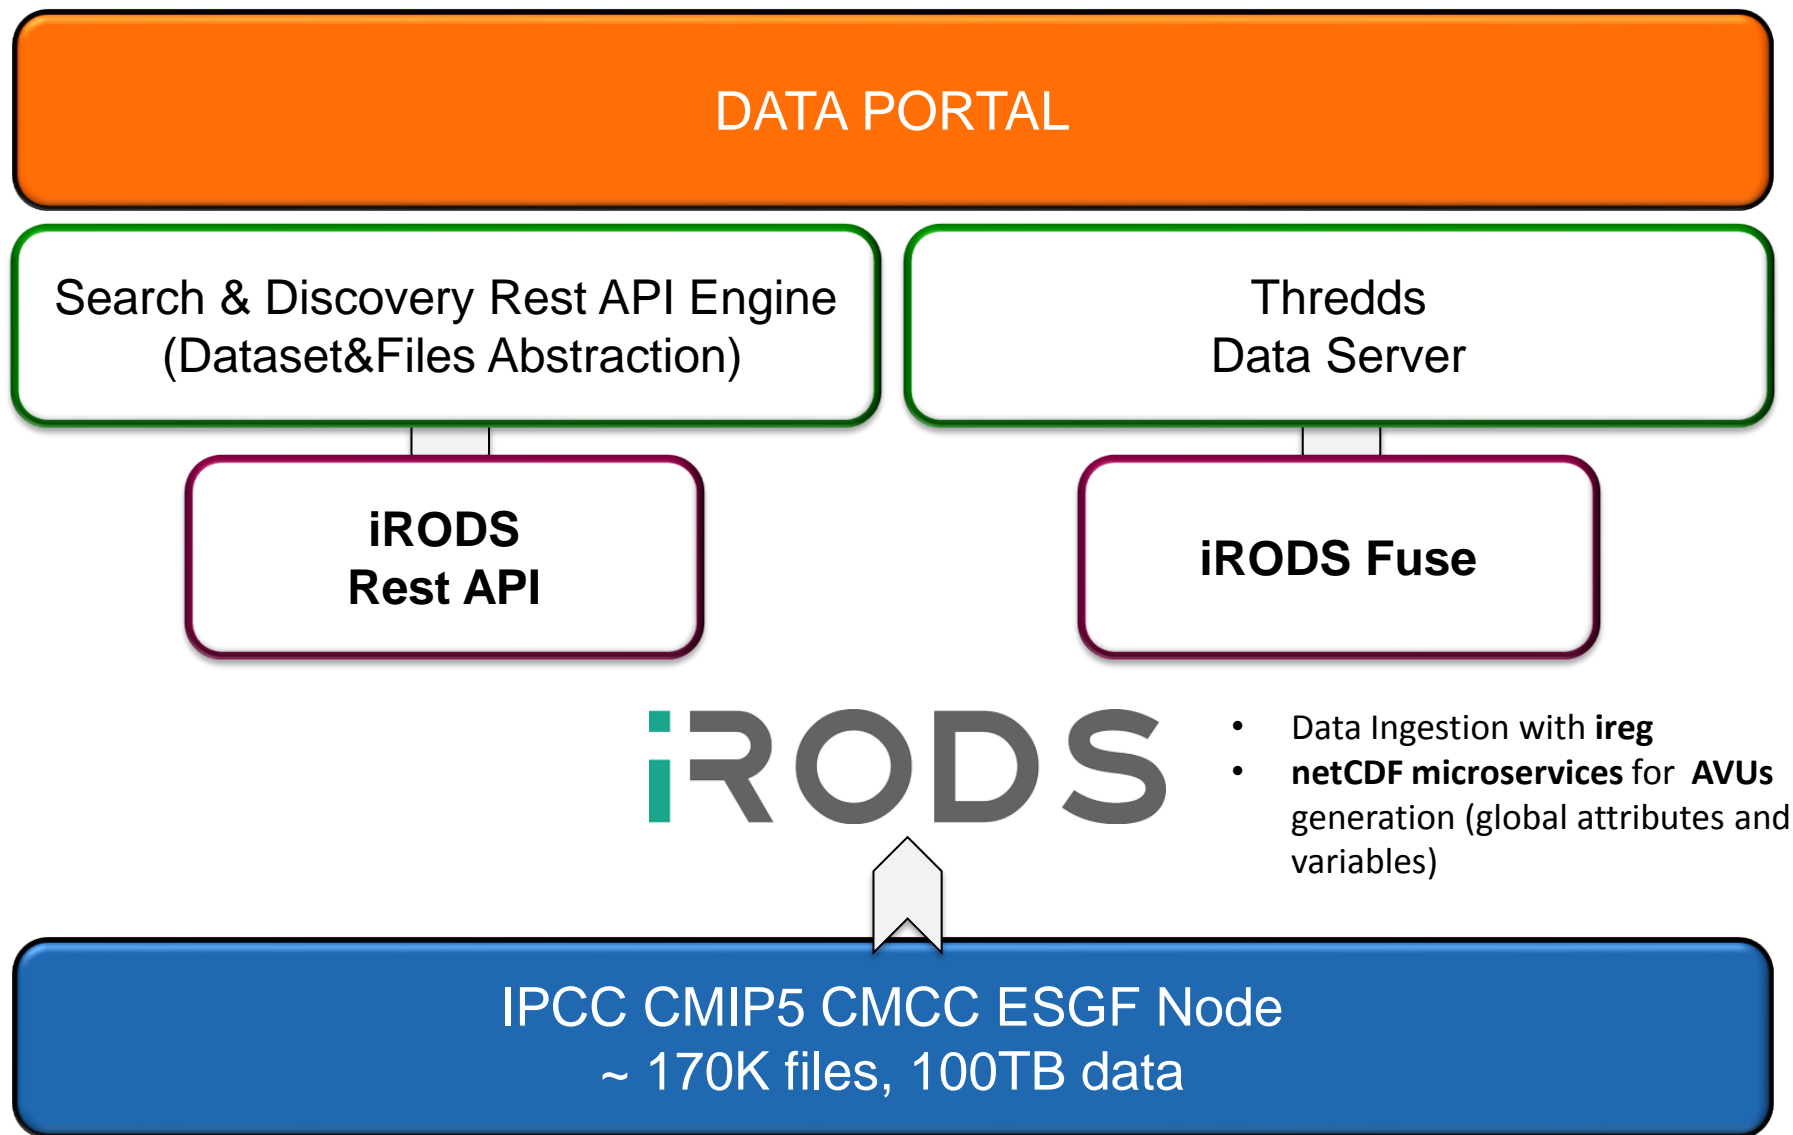 DATA PORTAL
Search & Discovery Rest API Engine
(Dataset&Files Abstraction)
Thredds
Data Server
iRODS
Rest API
iRODS Fuse
iRODS
• Data Ingestion with ireg
• netCDF microservices for AVUs
generation (global attributes and
variables)
IPCC CMIP5 CMCC ESGF Node
~ 170K files, 100TB data